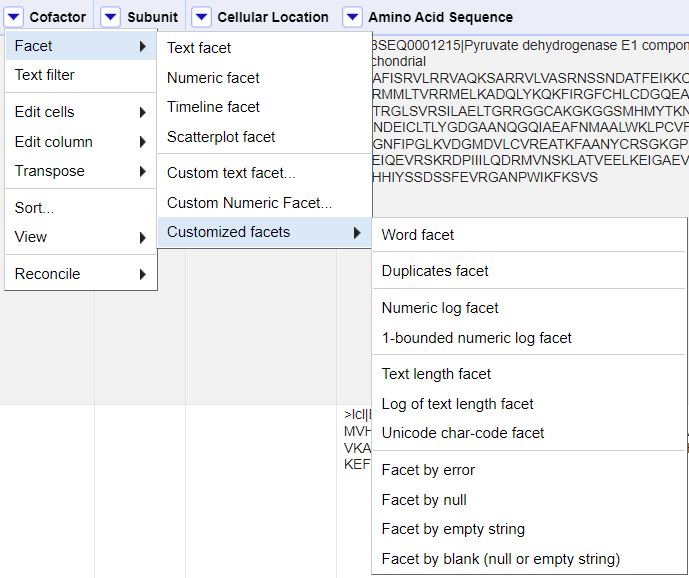 Cofactor Subunit Cellular Location Amino Acid Sequence
Facet
Text filter
Edit cells
Edit column
Transpose
Sort...
View
Reconcile
Text facet
Numeric facet
Timeline facet
Scatterplot facet
Custom text facet...
Custom Numeric Facet...
Customized facets
Word facet
Duplicates facet
Numeric log facet
1-bounded numeric log facet
Text length facet
Log of text length facet
Unicode char-code facet
Facet by error
Facet by null
Facet by empty string
Facet by blank (null or empty string)
BSEQ0001215|Pyruvate dehydrogenase E1 compon
chondrial
AFISRVLRRVAQKSARRVLVASRNSSNDATFEIKKC
RMMLTVRRMELKADQLYKQKFIRGFCHLCDGQEA
TRGLSVRSILAELTGRRGGCAKGKGGSMHMYTKN
NDEICLTLYGDGAANQGQIAEAFNMAALWKLPCVF
GNFIPGLKVDGMDVLCVREATKFAANYCRSGKGP
EIQEVRSKRDPIIILQDRMVNSKLATVEELKEIGAEV
HHIYSSDSSFEVRGANPWIKFKSVS
>lcl|
MVH
VKA
KEF